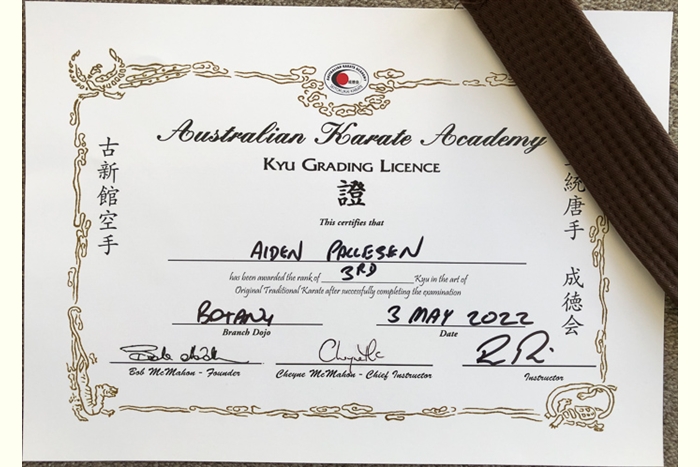 Australian Karate Academy
KYU GRADING LICENCE
證
古新館空手
統唐手
成徳会
This certifies that
AIDEN PALLESEN
has been awarded the rank of 3RD Kyu in the art of
Original Traditional Karate after successfully completing the examination
BOTANY 3 MAY 2022
Branch Dojo Date
Bob McMahon - Founder Cheyne McMahon - Chief Instructor Instructor